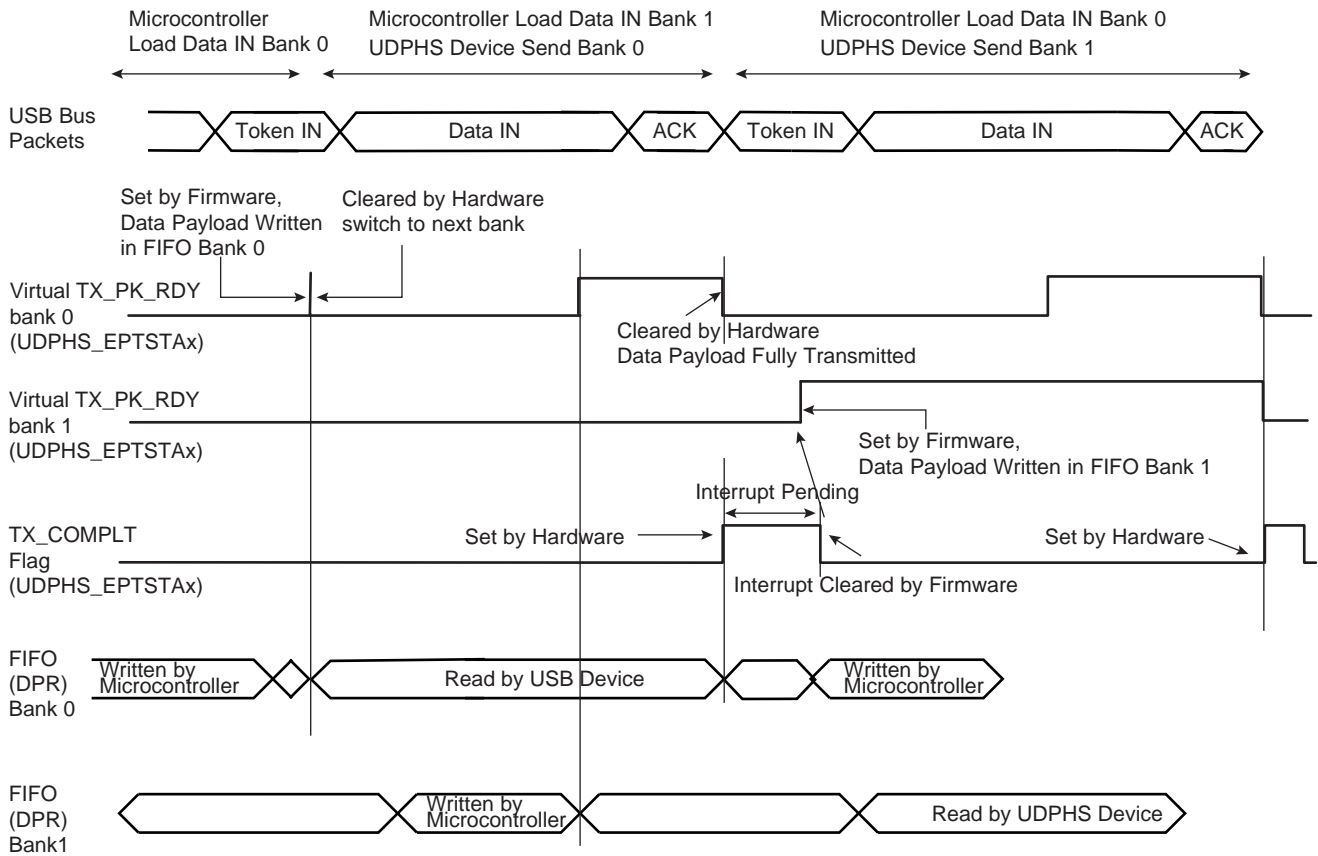 Microcontroller
Load Data IN Bank 0
Microcontroller Load Data IN Bank 1
UDPHS Device Send Bank 0
Microcontroller Load Data IN Bank 0
UDPHS Device Send Bank 1
USB Bus
Packets
Token IN
Data IN
ACK
Token IN
Data IN
ACK
Set by Firmware,
Data Payload Written
in FIFO Bank 0
Cleared by Hardware
switch to next bank
Virtual TX_PK_RDY
bank 0
(UDPHS_EPTSTAx)
Cleared by Hardware
Data Payload Fully Transmitted
Virtual TX_PK_RDY
bank 1
(UDPHS_EPTSTAx)
Set by Firmware,
Data Payload Written in FIFO Bank 1
Interrupt Pending
TX_COMPLT
Flag
(UDPHS_EPTSTAx)
Set by Hardware
Set by Hardware
Interrupt Cleared by Firmware
FIFO
(DPR)
Bank 0
Written by
Microcontroller
Read by USB Device
Written by
Microcontroller
FIFO
(DPR)
Bank1
Written by
Microcontroller
Read by UDPHS Device